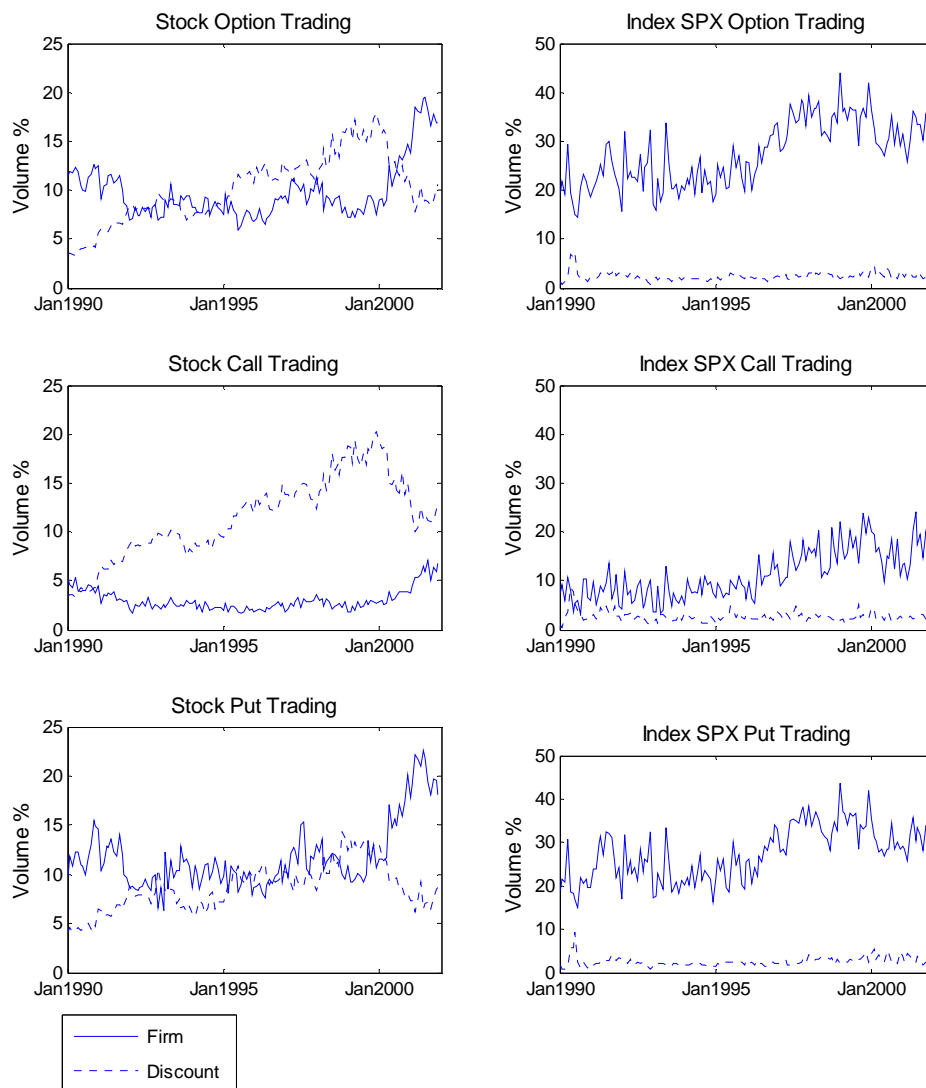 Stock Option Trading
25
20
15
10
5
0
Volume %
Jan1990 Jan1995 Jan2000
Index SPX Option Trading
50
40
30
20
10
0
Volume %
Jan1990 Jan1995 Jan2000
Stock Call Trading
25
20
15
10
5
0
Volume %
Jan1990 Jan1995 Jan2000
Index SPX Call Trading
50
40
30
20
10
0
Volume %
Jan1990 Jan1995 Jan2000
Stock Put Trading
25
20
15
10
5
0
Volume %
Jan1990 Jan1995 Jan2000
Index SPX Put Trading
50
40
30
20
10
0
Volume %
Jan1990 Jan1995 Jan2000
Firm
Discount